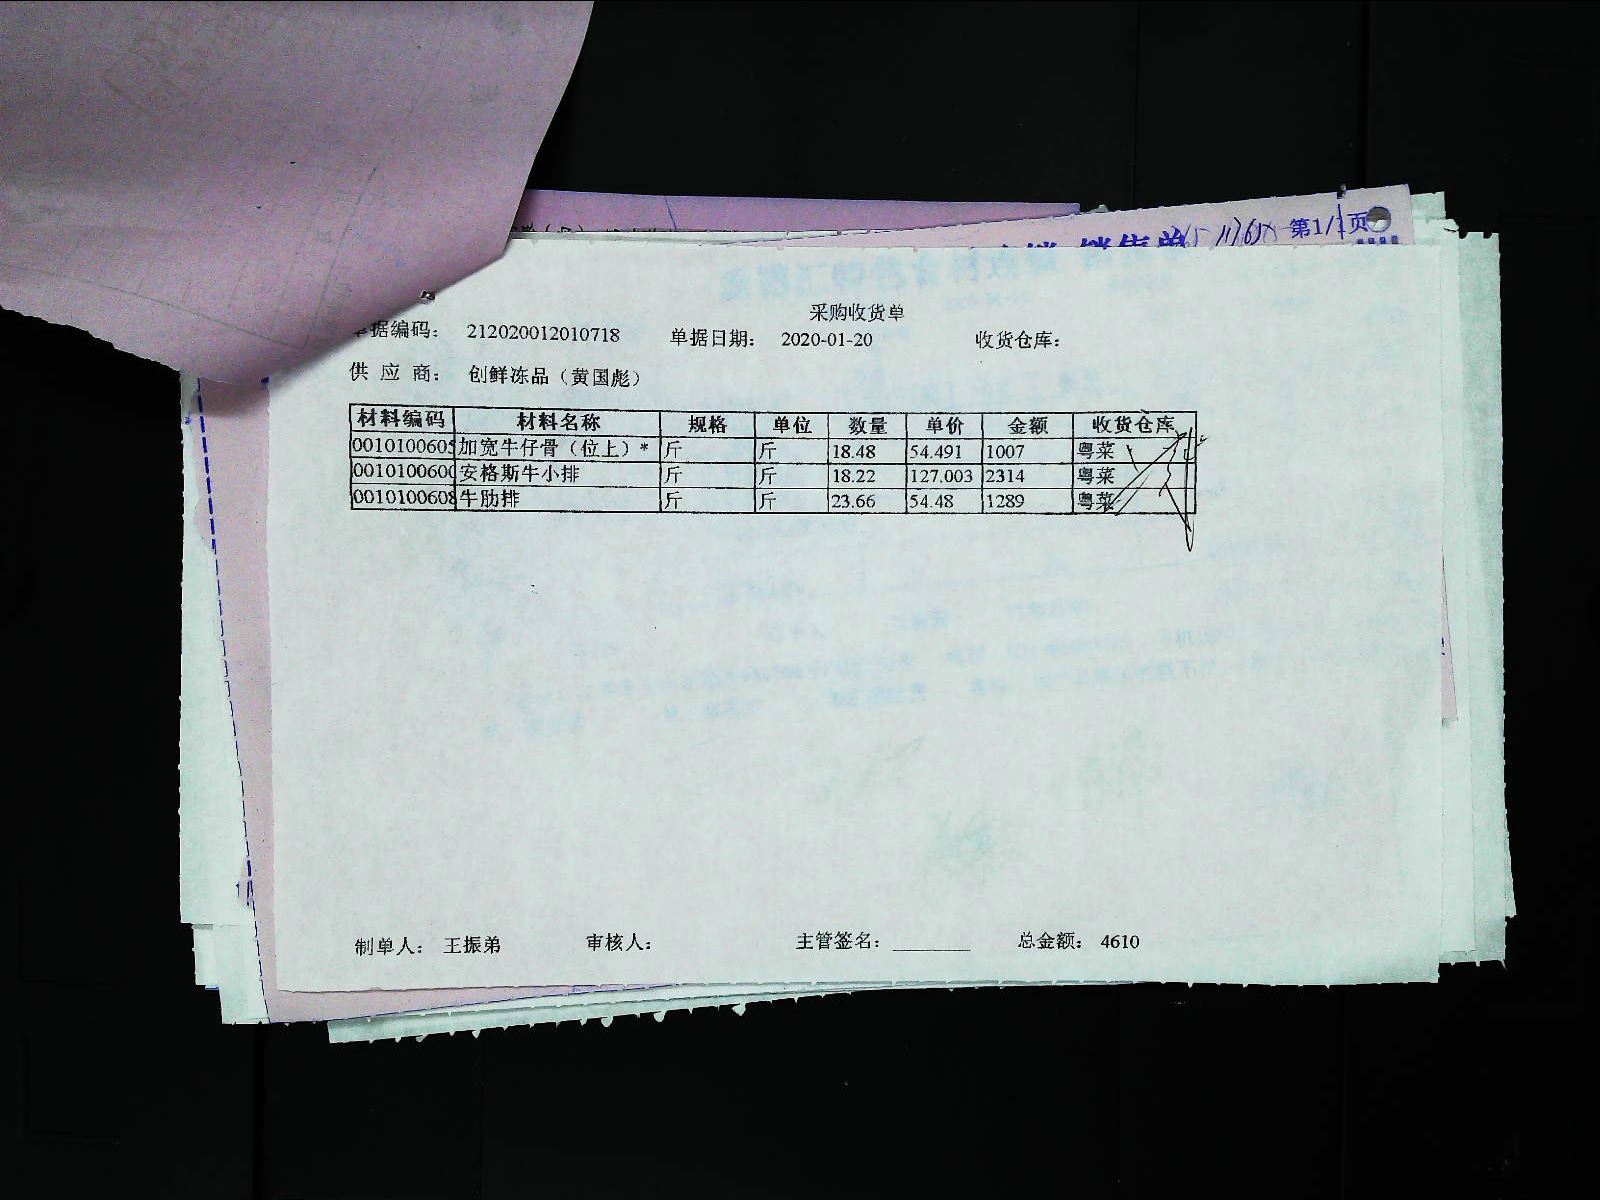 第1/1页
销售单
采购收货单
单据编码： 212020012010718 单据日期： 2020-01-20 收货仓库：
供 应 商： 创鲜冻品（黄国彪）
材料编码 材料名称 规格 单位 数量 单价 金额 收货仓库
0010100605 加宽牛仔骨（位上）* 斤 斤 18.48 54.491 1007 粤菜
0010100600 安格斯牛小排 斤 斤 18.22 127.003 2314 粤菜
0010100608 牛肋排 斤 斤 23.66 54.48 1289 粤菜
制单人： 王振弟 审核人： 主管签名： 总金额： 4610